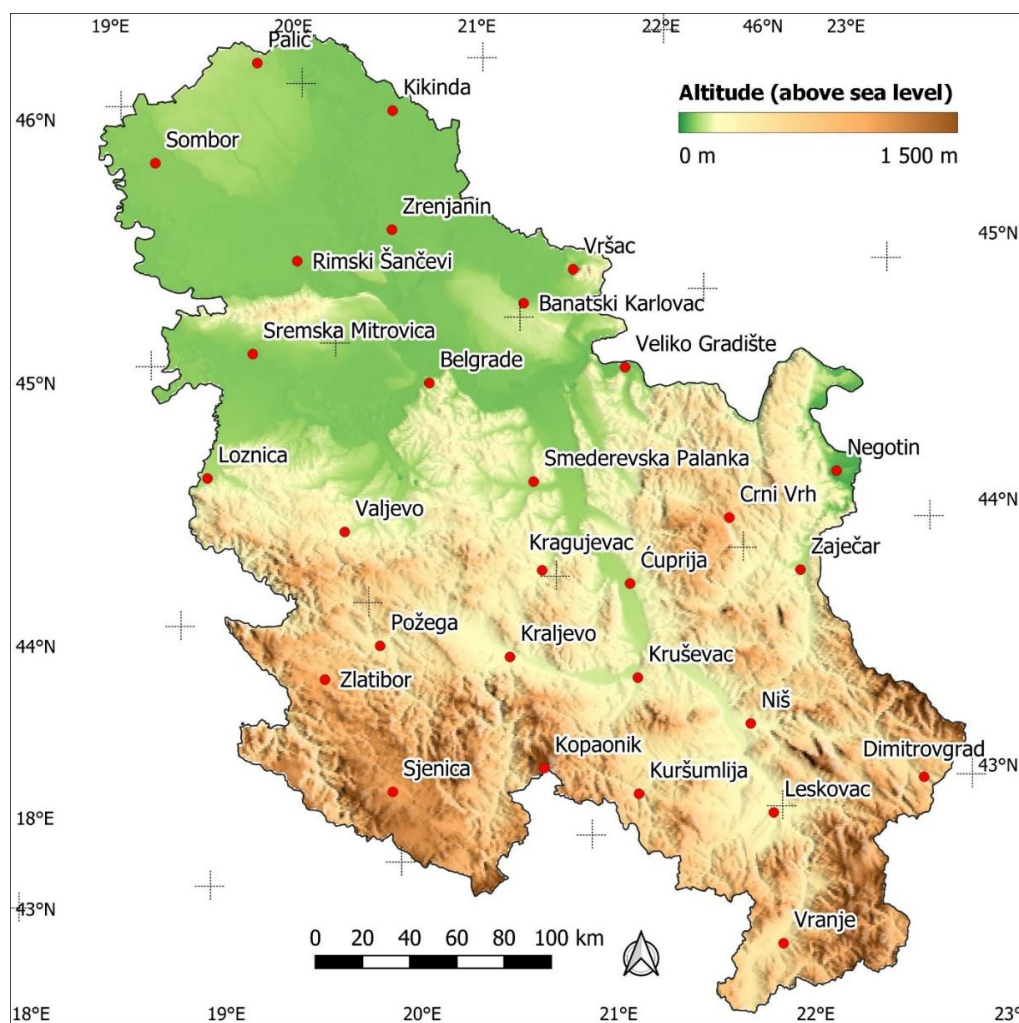 19°E 20°E 21°E 22°E 46°N 23°E
Palić
Kikinda
Altitude (above sea level)
0 m 1 500 m
46°N
Sombor
Zrenjanin
45°N
Vršac
Rimski Šančevi
Banatski Karlovac
Sremska Mitrovica
Veliko Gradište
Belgrade
45°N
Negotin
Loznica
Smederevska Palanka
Crni Vrh
44°N
Valjevo
Kragujevac
Zaječar
Ćuprija
Požega
Kraljevo
44°N
Kruševac
Zlatibor
Niš
Kopaonik
Dimitrovgrad
Sjenica
Kuršumlija
43°N
Leskovac
18°E
43°N
Vranje
0 20 40 60 80 100 km
18°E 19°E 20°E 21°E 22°E 23°